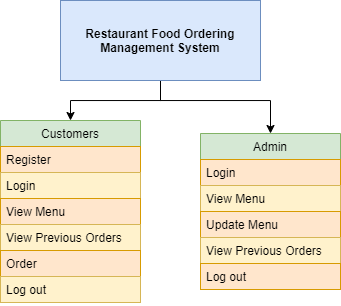 Restaurant Food Ordering
Management System
Customers
Register
Login
View Menu
View Previous Orders
Order
Log out
Admin
Login
View Menu
Update Menu
View Previous Orders
Log out